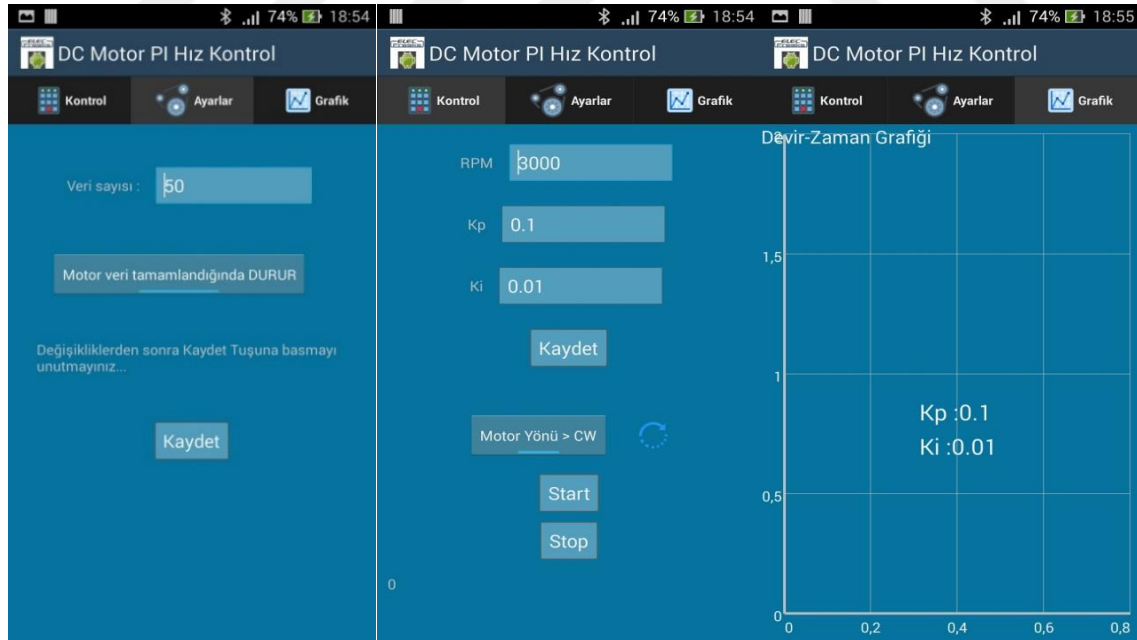 74% 18:54
DC Motor PI Hız Kontrol
Kontrol Ayarlar Grafik
Veri sayısı : 50
Motor veri tamamlandığında DURUR
Değişikliklerden sonra Kaydet Tuşuna basmayı
unutmayınız...
Kaydet
74% 18:54
DC Motor PI Hız Kontrol
Kontrol Ayarlar Grafik
RPM 3000
Kp 0.1
Ki 0.01
Kaydet
Motor Yönü > CW
Start
Stop
0
74% 18:55
DC Motor PI Hız Kontrol
Kontrol Ayarlar Grafik
Devir-Zaman Grafiği
2
1,5
1
Kp :0.1
Ki :0.01
0,5
0
0 0,2 0,4 0,6 0,8